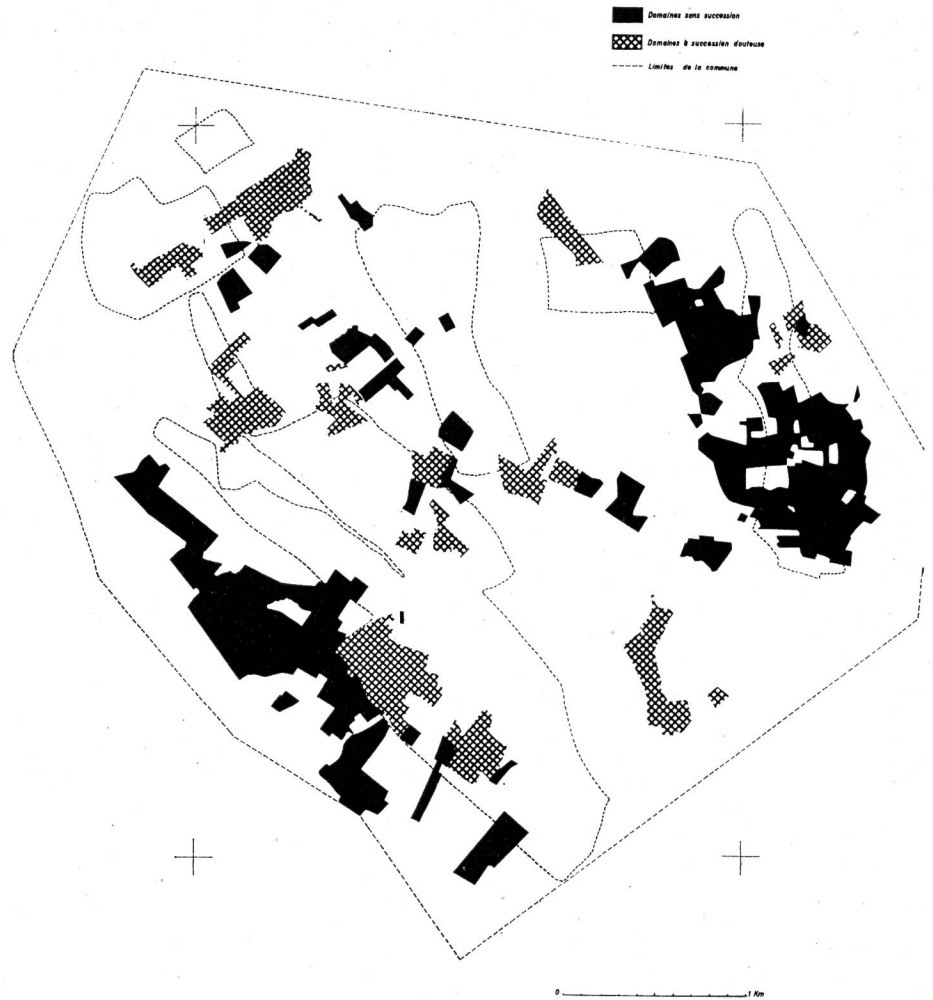 Domaines sans succession
Domaines à succession douteuse
Limites de la commune
0 1 Km